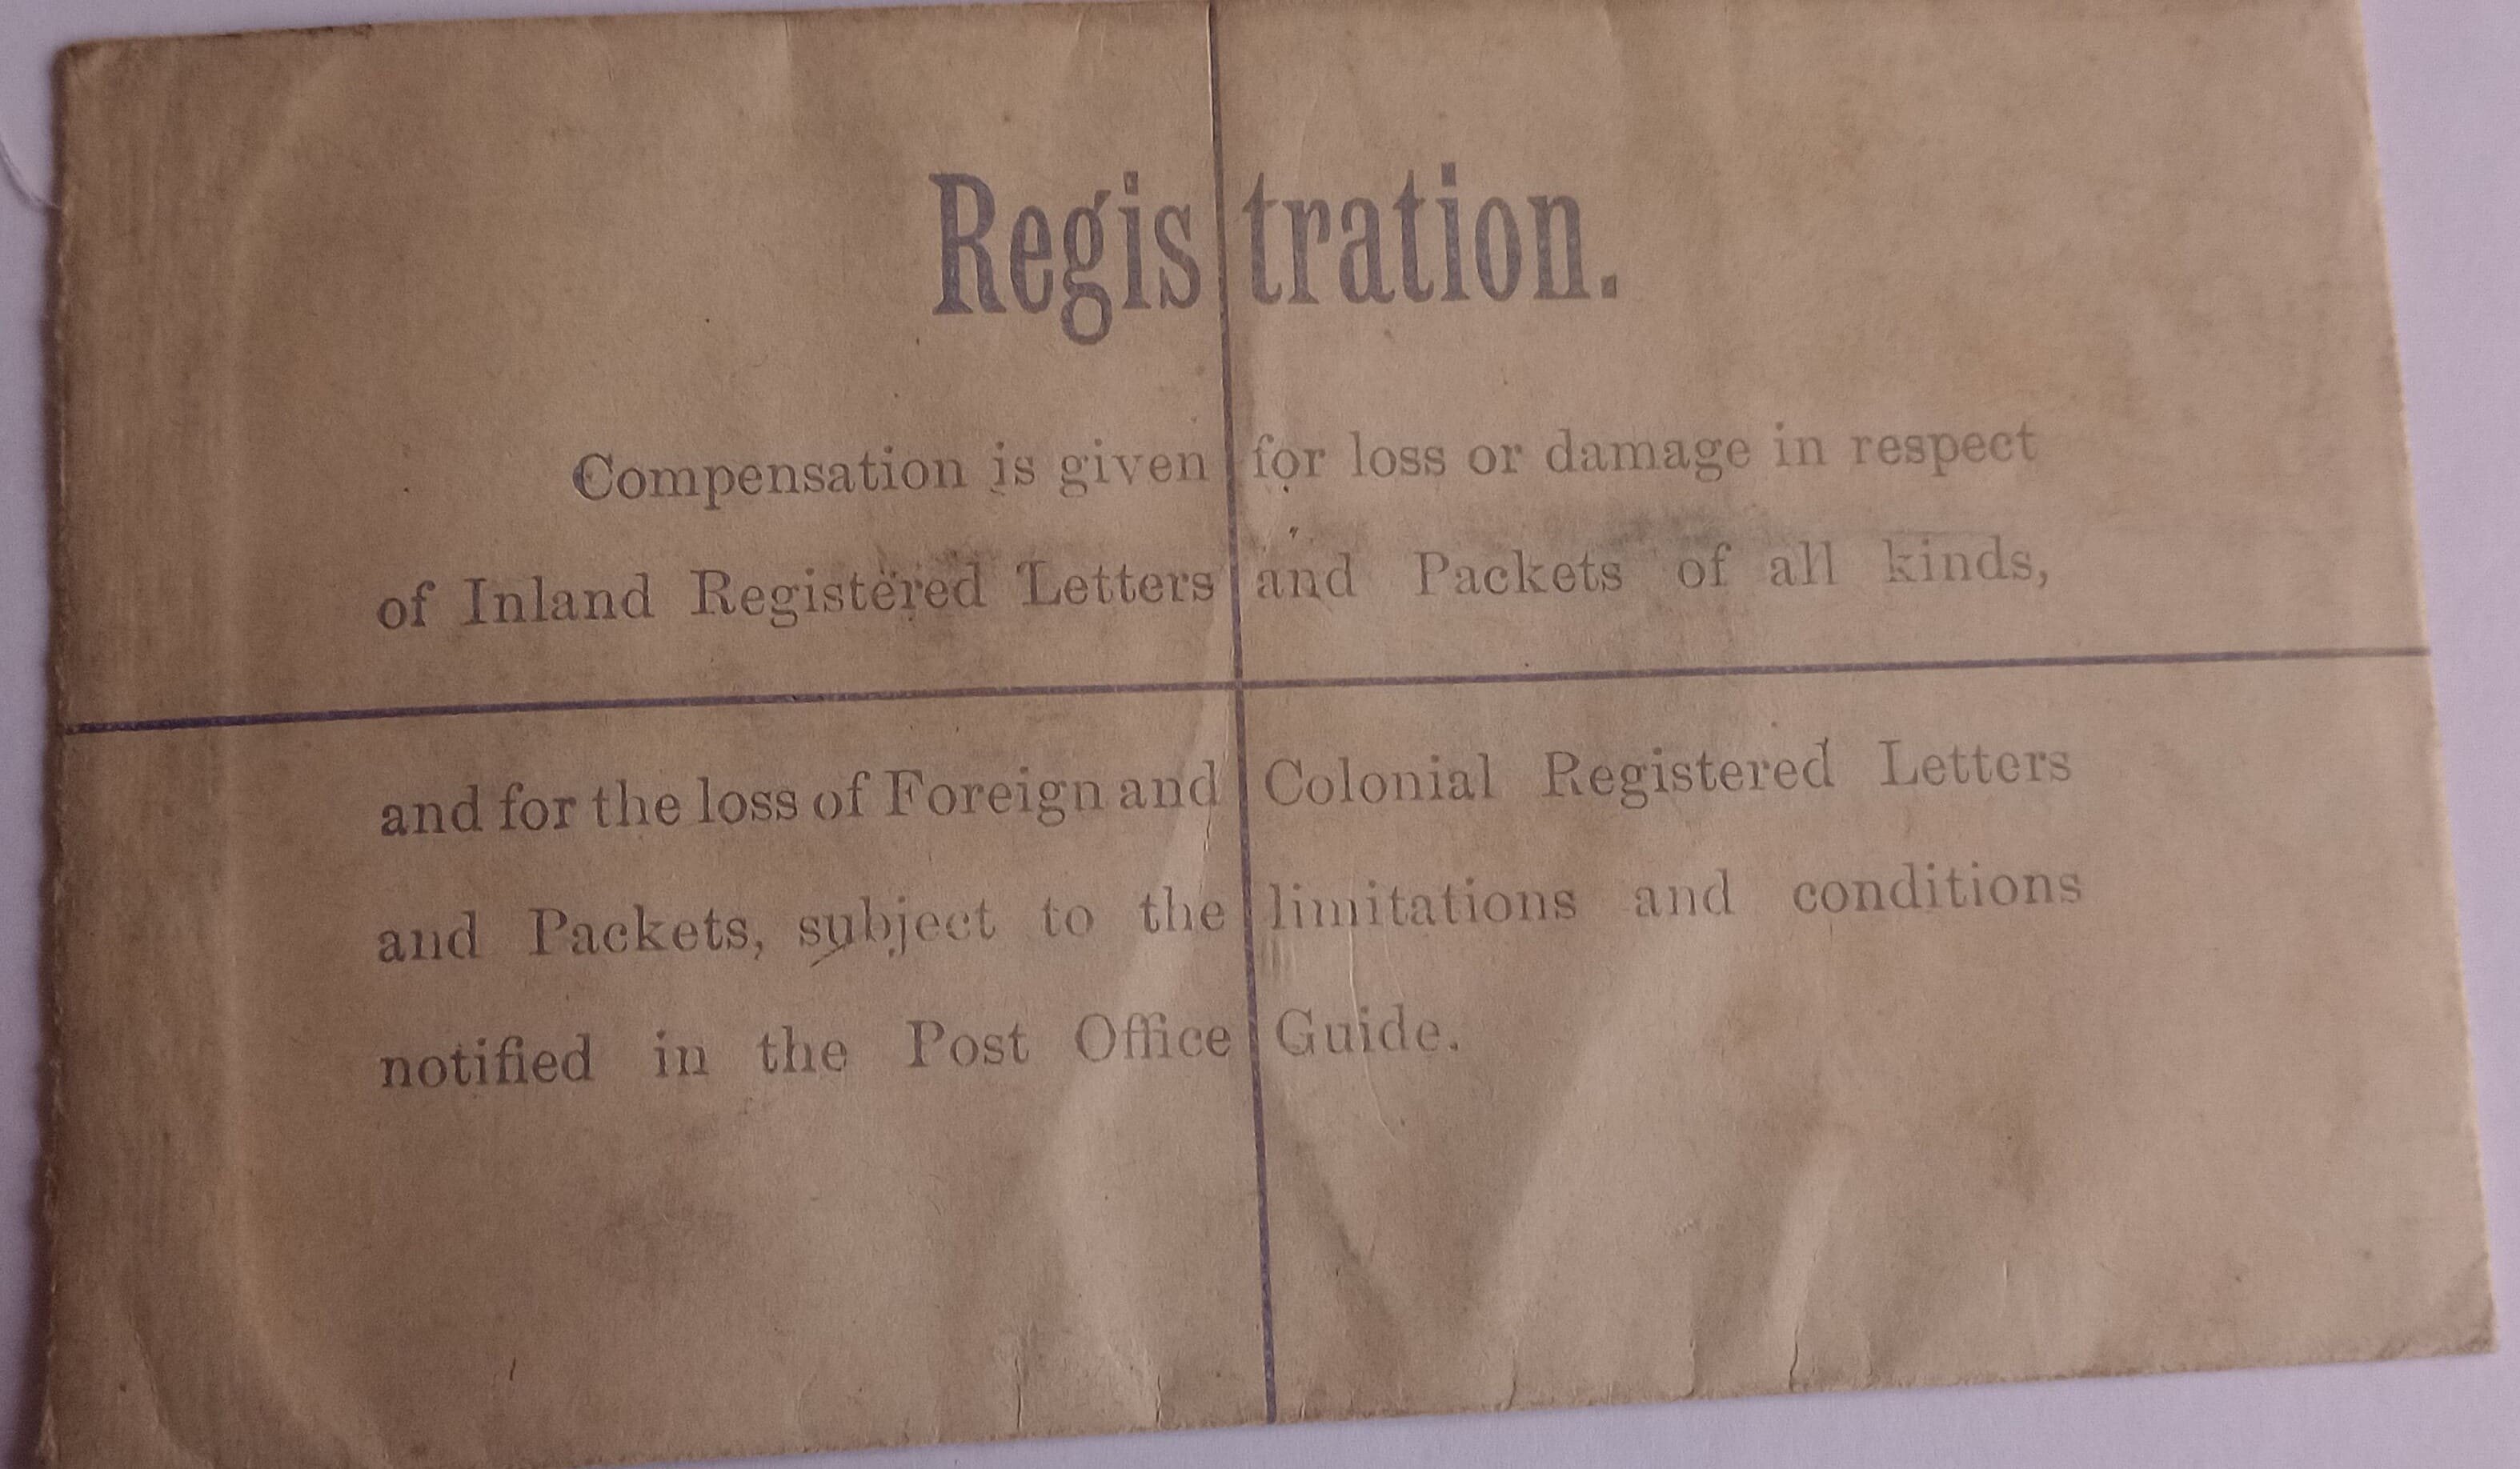 Registration.
Compensation is given for loss or damage in respect
of Inland Registered Letters and Packets of all kinds,
and for the loss of Foreign and Colonial Registered Letters
and Packets, subject to the limitations and conditions
notified in the Post Office Guide.